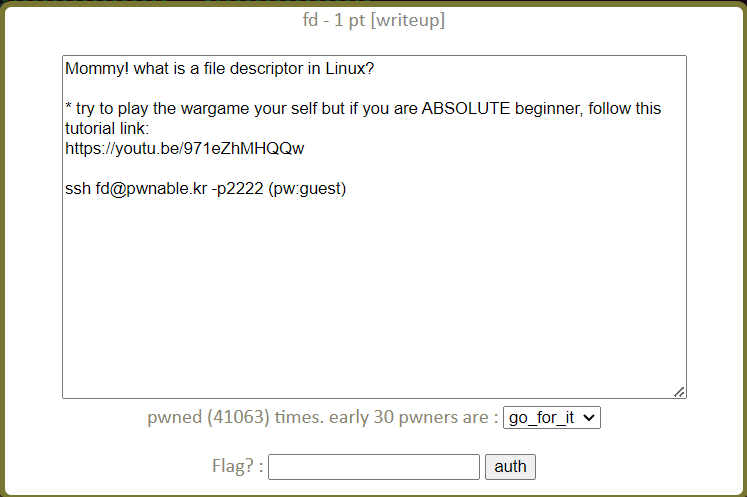 fd - 1 pt [writeup]
Mommy! what is a file descriptor in Linux?
* try to play the wargame your self but if you are ABSOLUTE beginner, follow this
tutorial link:
https://youtu.be/971eZhMHQQw
ssh fd@pwnable.kr -p2222 (pw:guest)
pwned (41063) times. early 30 pwners are : go_for_it
Flag? : auth